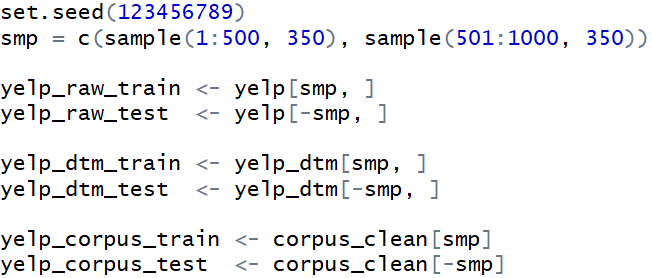 set.seed(123456789)
smp = c(sample(1:500, 350), sample(501:1000, 350))
yelp_raw_train <- yelp[smp, ]
yelp_raw_test  <- yelp[-smp, ]
yelp_dtm_train <- yelp_dtm[smp, ]
yelp_dtm_test  <- yelp_dtm[-smp, ]
yelp_corpus_train <- corpus_clean[smp]
yelp_corpus_test  <- corpus_clean[-smp]